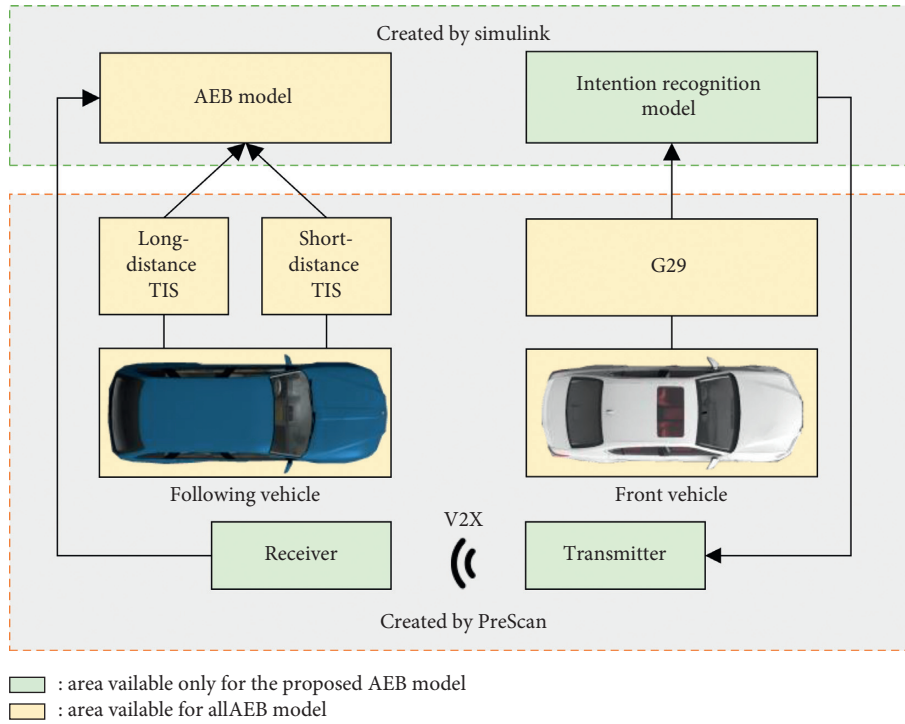 Created by simulink
AEB model
Intention recognition
model
Long-
distance
TIS
Short-
distance
TIS
G29
Following vehicle
Front vehicle
V2X
Receiver
Transmitter
Created by PreScan
: area vailable only for the proposed AEB model
: area vailable for allAEB model